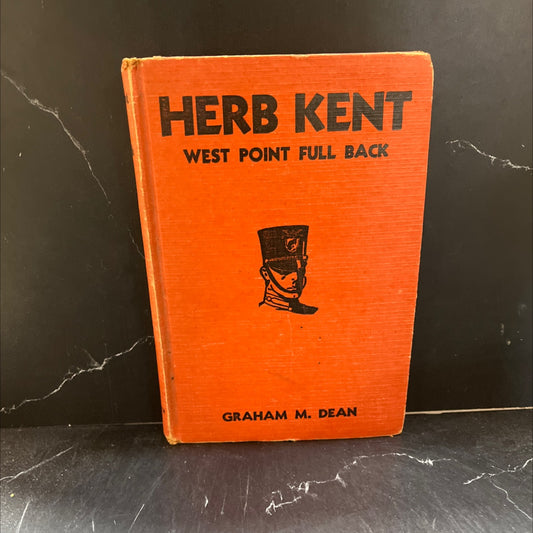 HERB KENT
WEST POINT FULL BACK
GRAHAM M. DEAN